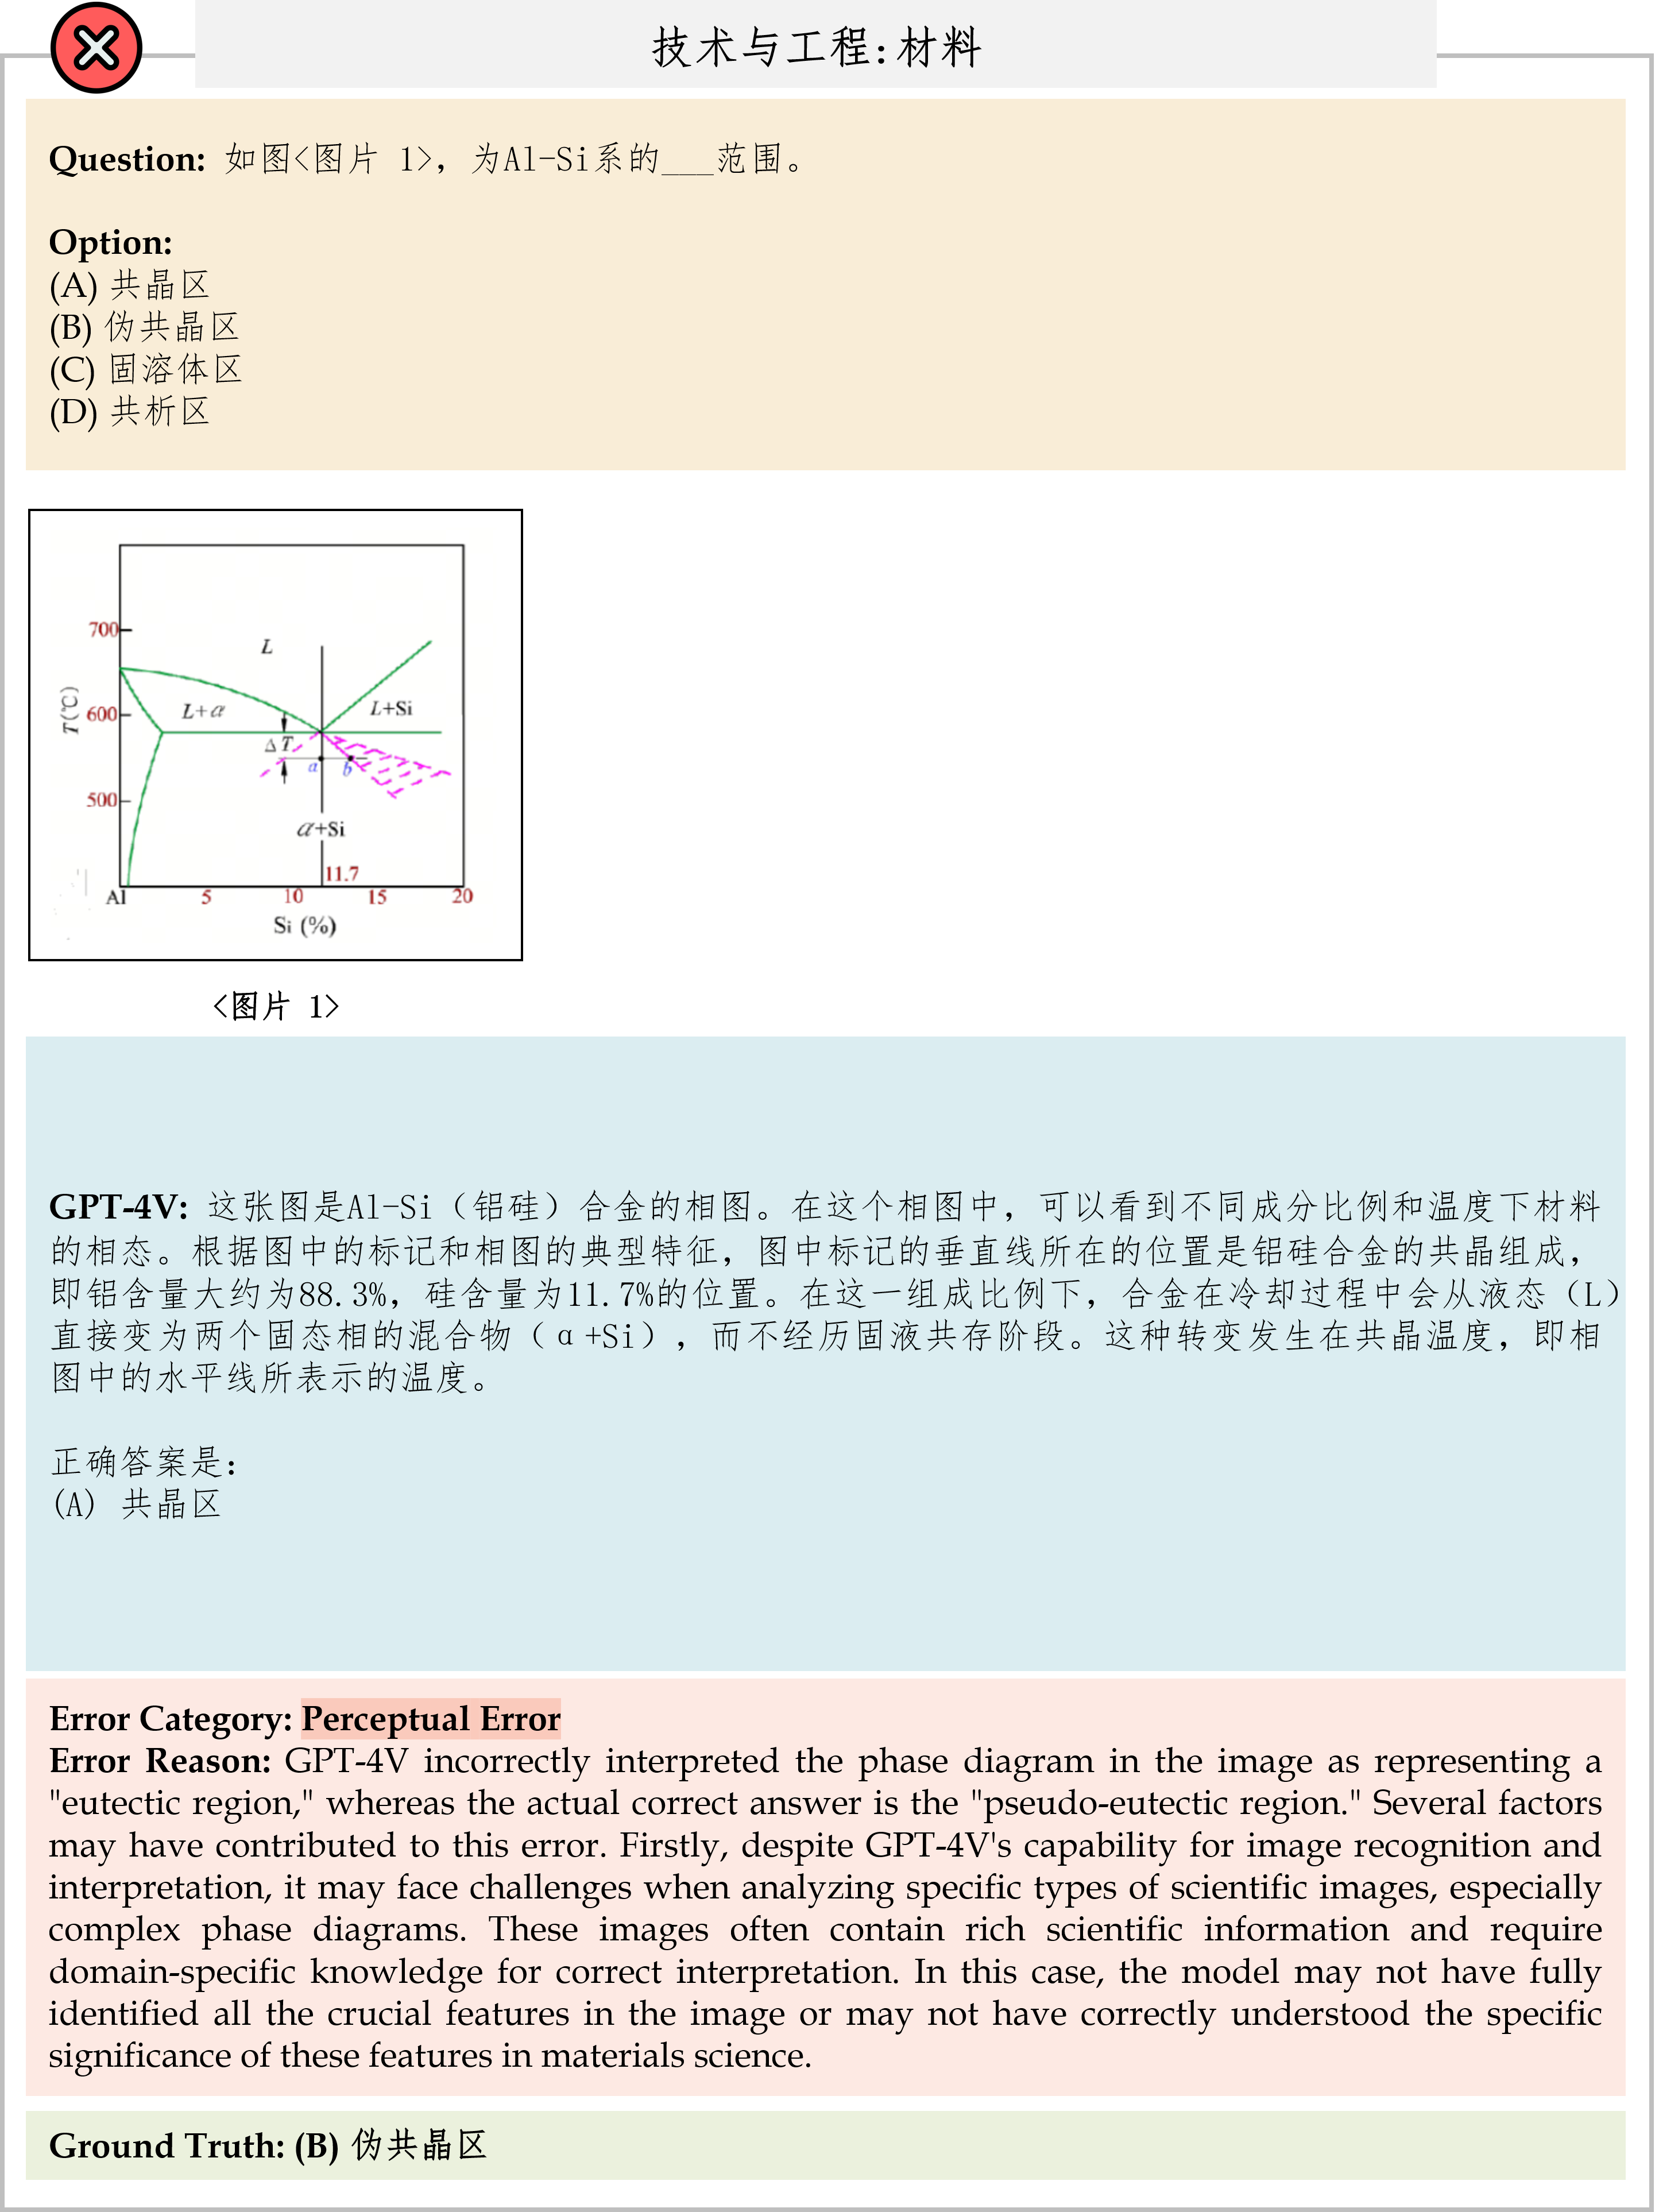 技术与工程:材料
Question: 如图<图片 1>，为Al-Si系的___范围。
Option:
(A) 共晶区
(B) 伪共晶区
(C) 固溶体区
(D) 共析区
700
L
T(℃)
600
L+α
L+Si
Δ T
a
b
500
α+Si
11.7
Al
5
10
15
20
Si (%)
<图片 1>
GPT-4V: 这张图是Al-Si（铝硅）合金的相图。在这个相图中，可以看到不同成分比例和温度下材料
的相态。根据图中的标记和相图的典型特征，图中标记的垂直线所在的位置是铝硅合金的共晶组成，
即铝含量大约为88.3%，硅含量为11.7%的位置。在这一组成比例下，合金在冷却过程中会从液态（L）
直接变为两个固态相的混合物（α+Si），而不经历固液共存阶段。这种转变发生在共晶温度，即相
图中的水平线所表示的温度。
正确答案是：
(A) 共晶区
Error Category: Perceptual Error
Error Reason: GPT-4V incorrectly interpreted the phase diagram in the image as representing a
"eutectic region," whereas the actual correct answer is the "pseudo-eutectic region." Several factors
may have contributed to this error. Firstly, despite GPT-4V's capability for image recognition and
interpretation, it may face challenges when analyzing specific types of scientific images, especially
complex phase diagrams. These images often contain rich scientific information and require
domain-specific knowledge for correct interpretation. In this case, the model may not have fully
identified all the crucial features in the image or may not have correctly understood the specific
significance of these features in materials science.
Ground Truth: (B) 伪共晶区